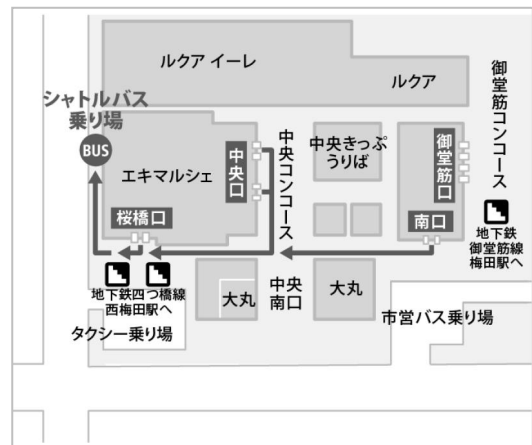 ルクア イーレ
ルクア
シャトルバス
乗り場
BUS
エキマルシェ
中央口
中央コンコース
中央きっぷ
うりば
御堂筋口
御堂筋コンコース
桜橋口
南口
地下鉄
御堂筋線
梅田駅へ
地下鉄四つ橋線
西梅田駅へ
大丸
中央
南口
大丸
タクシー乗り場
市営バス乗り場